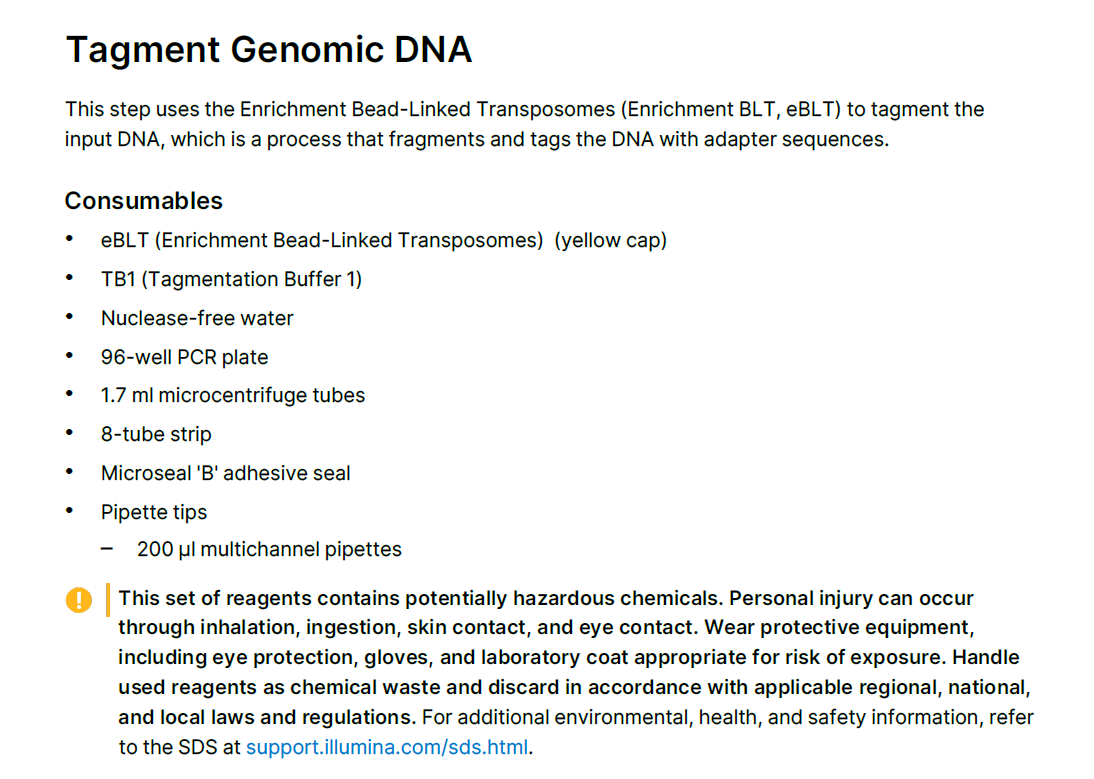 Tagment Genomic DNA
This step uses the Enrichment Bead-Linked Transposomes (Enrichment BLT, eBLT) to tagment the
input DNA, which is a process that fragments and tags the DNA with adapter sequences.
Consumables
• eBLT (Enrichment Bead-Linked Transposomes)  (yellow cap)
• TB1 (Tagmentation Buffer 1)
• Nuclease-free water
• 96-well PCR plate
• 1.7 ml microcentrifuge tubes
• 8-tube strip
• Microseal 'B' adhesive seal
• Pipette tips
– 200 µl multichannel pipettes
This set of reagents contains potentially hazardous chemicals. Personal injury can occur
through inhalation, ingestion, skin contact, and eye contact. Wear protective equipment,
including eye protection, gloves, and laboratory coat appropriate for risk of exposure. Handle
used reagents as chemical waste and discard in accordance with applicable regional, national,
and local laws and regulations. For additional environmental, health, and safety information, refer
to the SDS at support.illumina.com/sds.html.